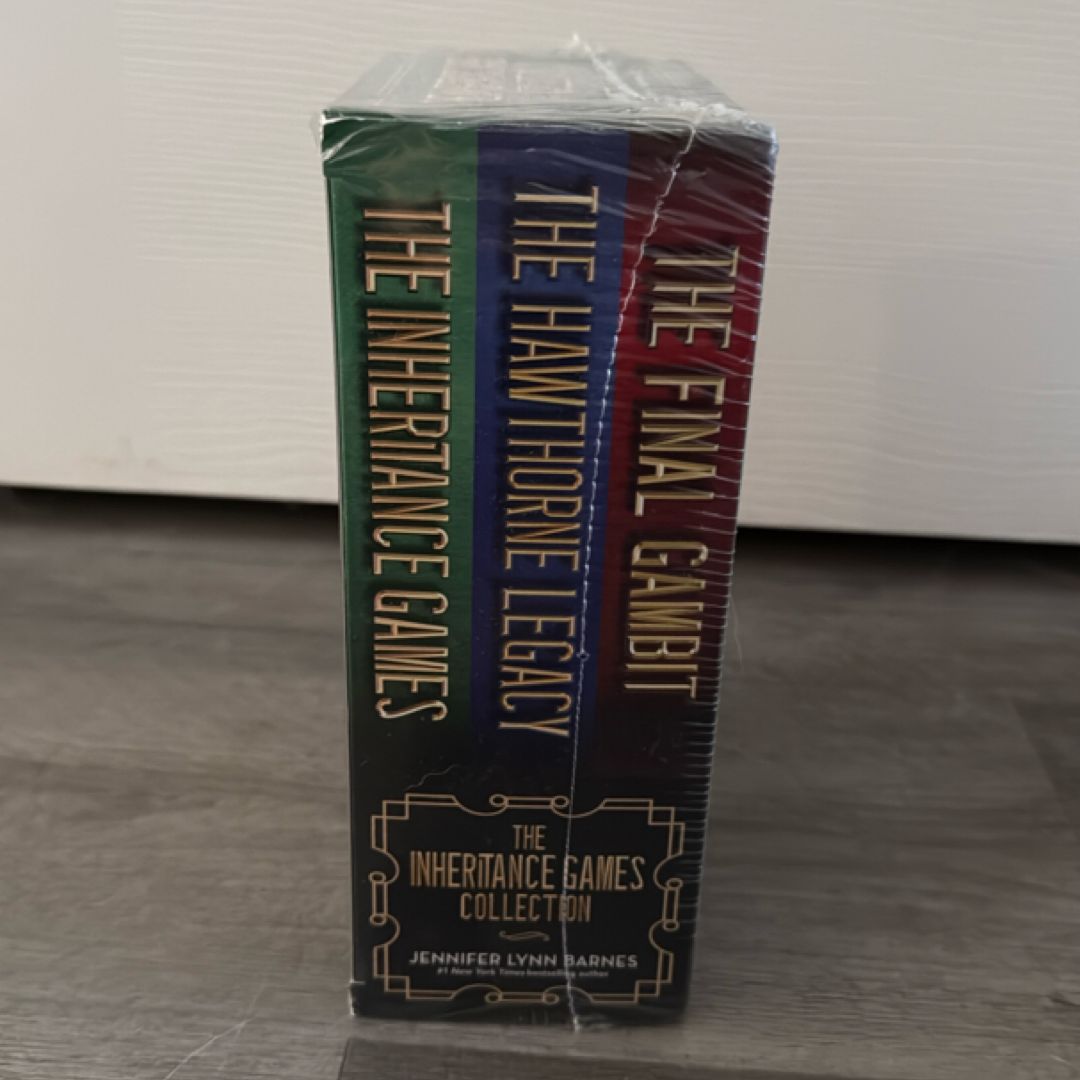 THE INHERITANCE GAMES
THE HAWTHORNE LEGACY
THE FINAL GAMBIT
THE
INHERITANCE GAMES
COLLECTION
JENNIFER LYNN BARNES
#1 New York Times bestselling author